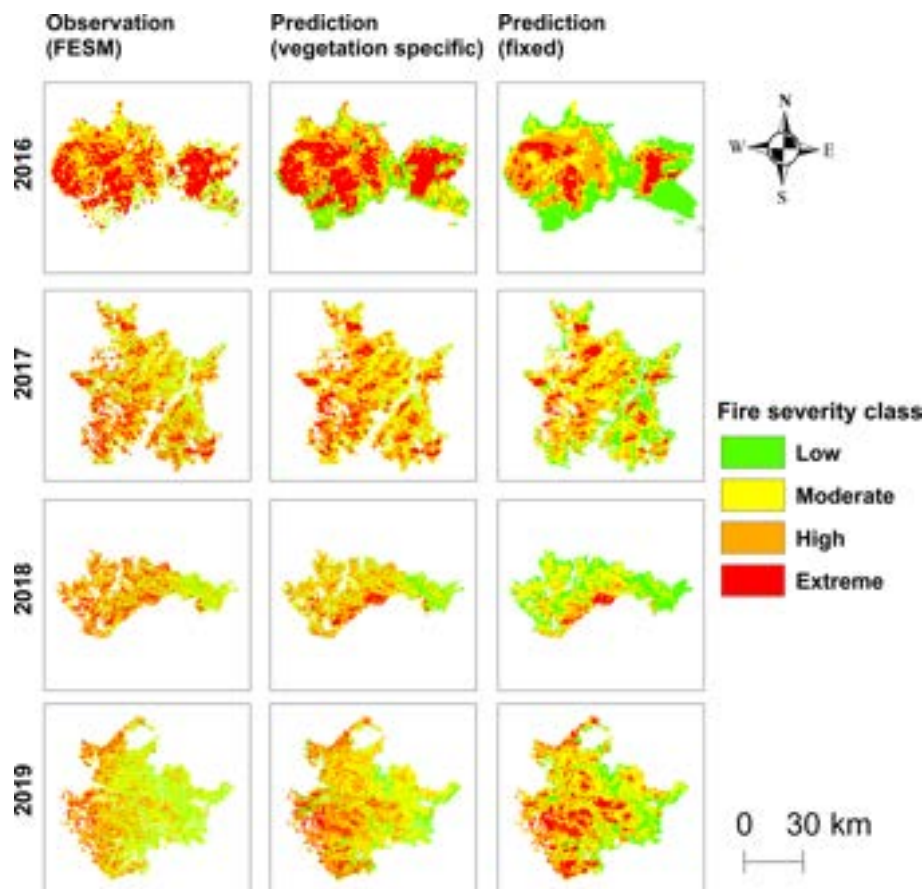 Observation
(FESM)
Prediction
(vegetation specific)
Prediction
(fixed)
N
W
E
S
2016
2017
2018
2019
Fire severity class
Low
Moderate
High
Extreme
0 30 km